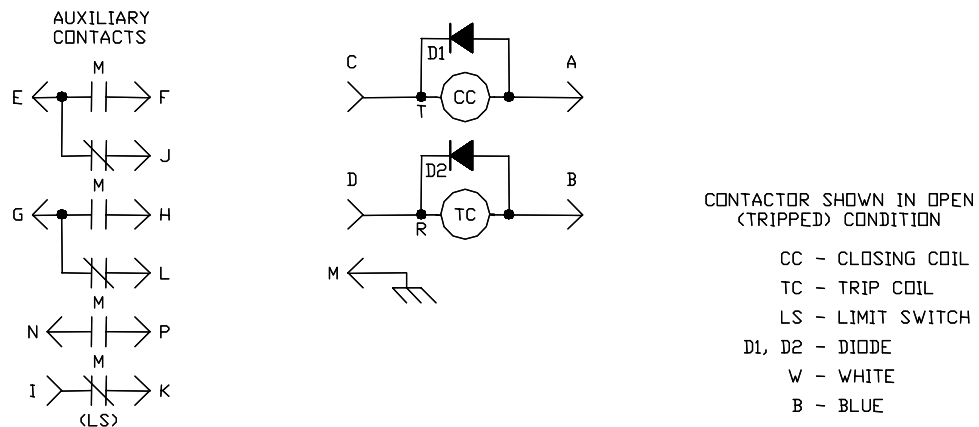 AUXILIARY
CONTACTS
M
E
F
J
M
G
H
L
M
N
P
M
I
K
(LS)
C
D1
A
CC
T
D
D2
B
TC
R
M
CONTACTOR SHOWN IN OPEN
(TRIPPED) CONDITION
CC - CLOSING COIL
TC - TRIP COIL
LS - LIMIT SWITCH
D1, D2 - DIODE
W - WHITE
B - BLUE